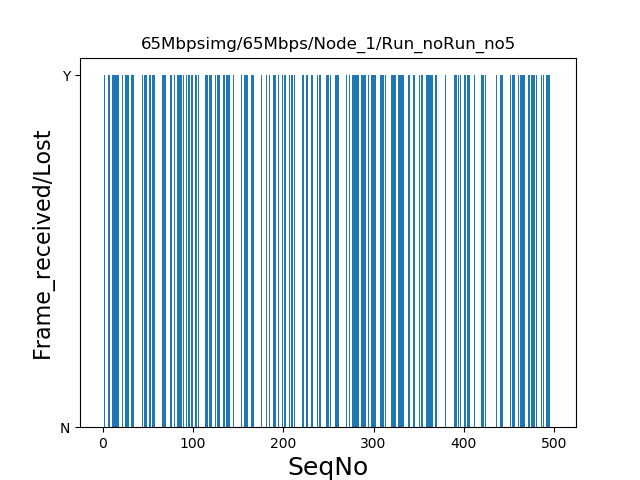 65Mbpsimg/65Mbps/Node_1/Run_noRun_no5
Y
Frame_received/Lost
N
0 100 200 300 400 500
SeqNo